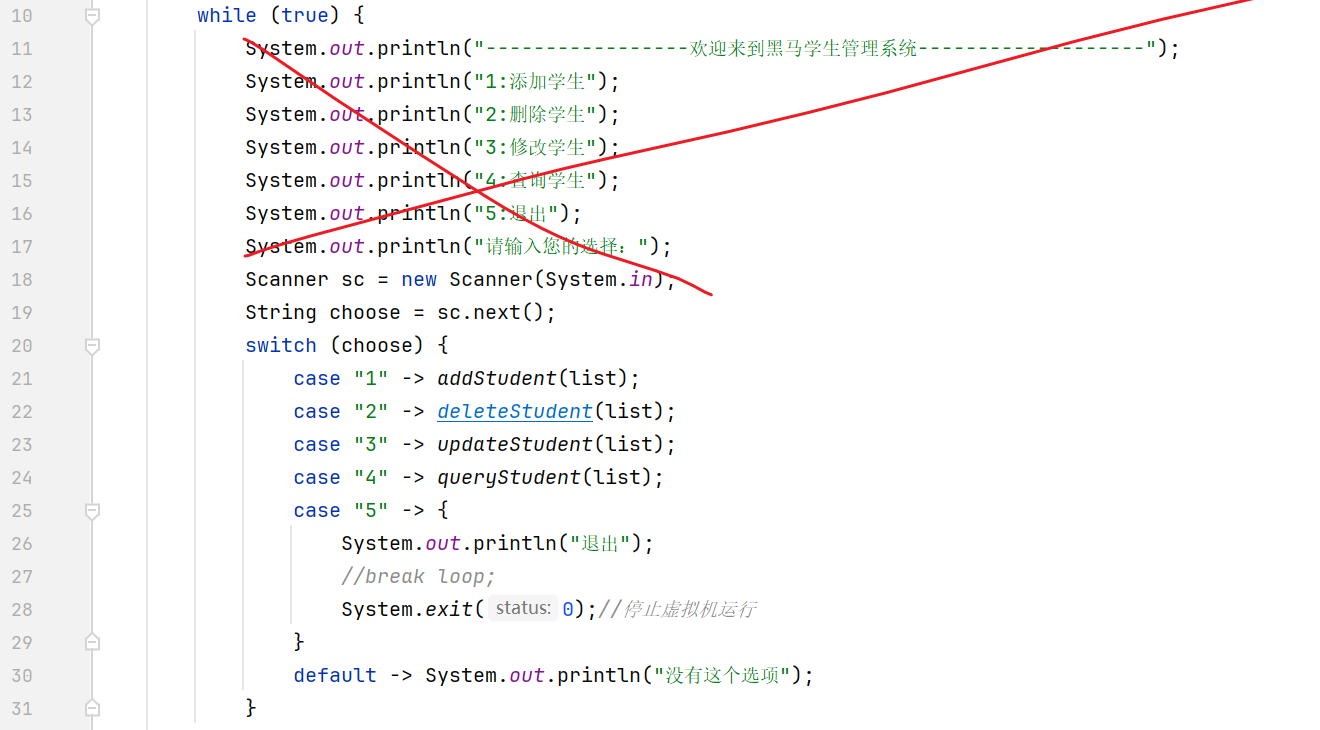 10 while (true) {
11 System.out.println("-----------------欢迎来到黑马学生管理系统-------------------");
12 System.out.println("1:添加学生");
13 System.out.println("2:删除学生");
14 System.out.println("3:修改学生");
15 System.out.println("4:查询学生");
16 System.out.println("5:退出");
17 System.out.println("请输入您的选择：");
18 Scanner sc = new Scanner(System.in);
19 String choose = sc.next();
20 switch (choose) {
21 case "1" -> addStudent(list);
22 case "2" -> deleteStudent(list);
23 case "3" -> updateStudent(list);
24 case "4" -> queryStudent(list);
25 case "5" -> {
26 System.out.println("退出");
27 //break loop;
28 System.exit( status: 0);//停止虚拟机运行
29 }
30 default -> System.out.println("没有这个选项");
31 }